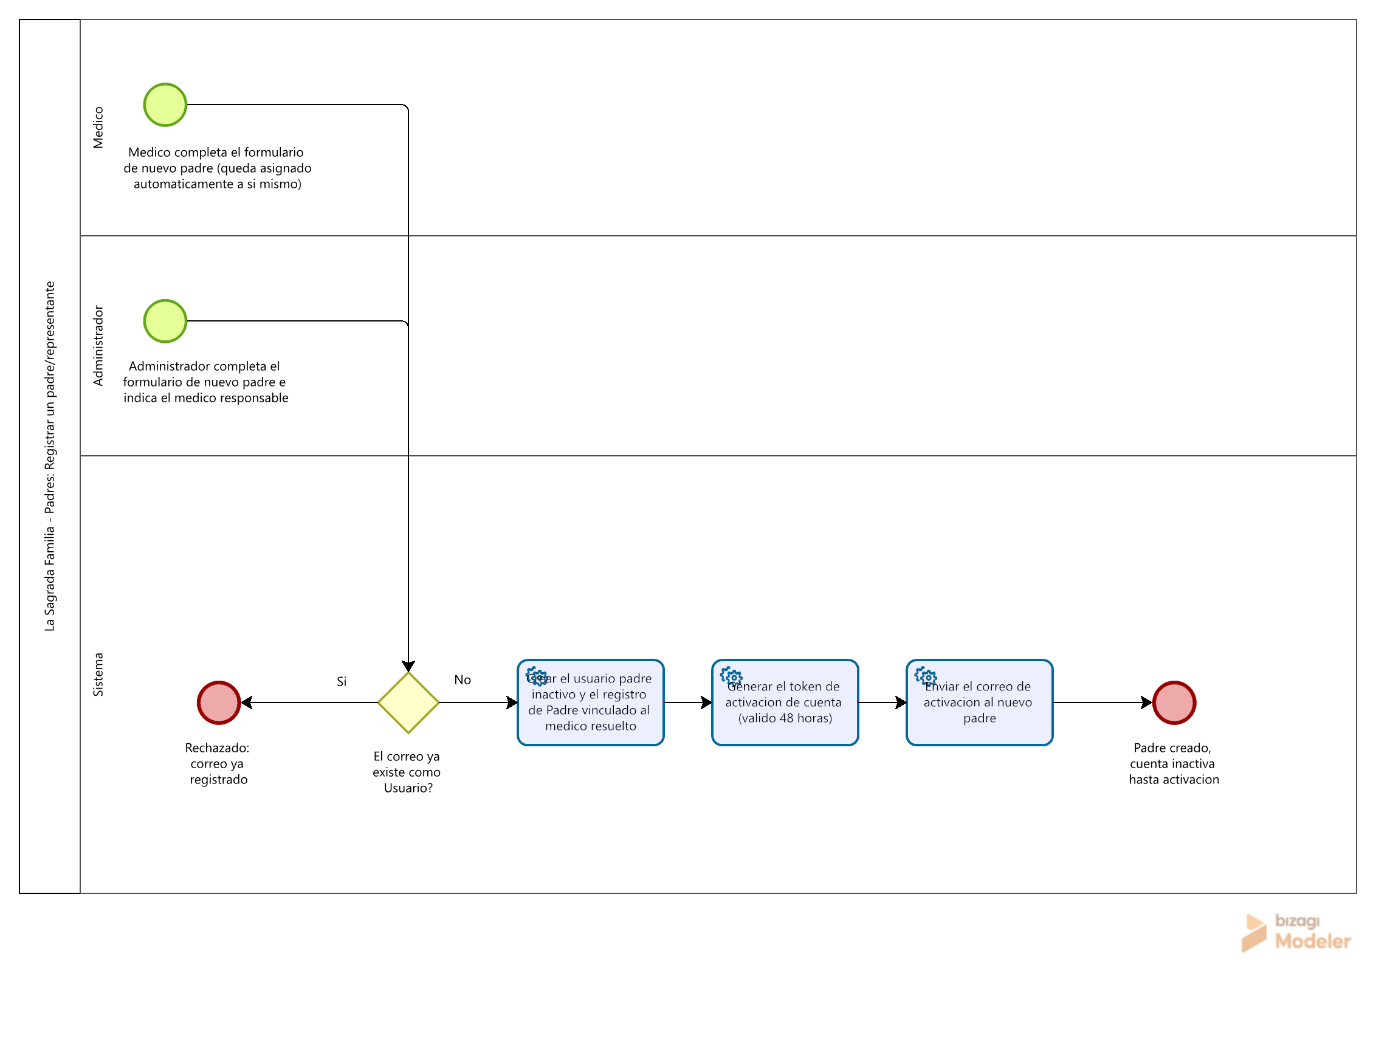 La Sagrada Familia - Padres: Registrar un padre/representante
Medico
Medico completa el formulario
de nuevo padre (queda asignado
automaticamente a si mismo)
Administrador
Administrador completa el
formulario de nuevo padre e
indica el medico responsable
Sistema
Rechazado:
correo ya
registrado
Si
El correo ya
existe como
Usuario?
No
Crear el usuario padre
inactivo y el registro
de Padre vinculado al
medico resuelto
Generar el token de
activacion de cuenta
(valido 48 horas)
Enviar el correo de
activacion al nuevo
padre
Padre creado,
cuenta inactiva
hasta activacion
bizagi
Modeler